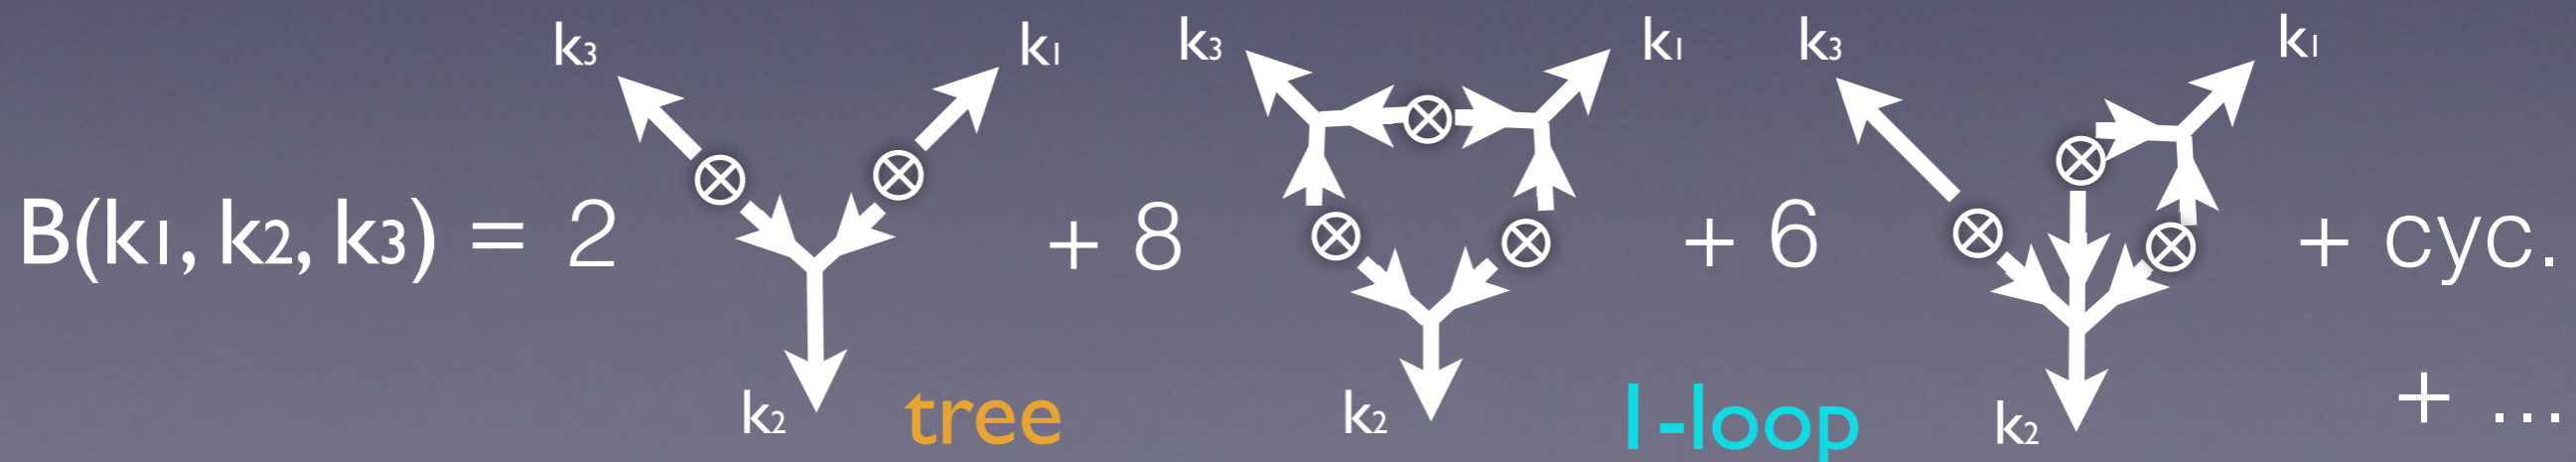 k3 k1 k3 k1 k3 k1
B(k1, k2, k3) = 2 + 8 + 6 + cyc.
+ ...
k2 tree k2 1-loop k2